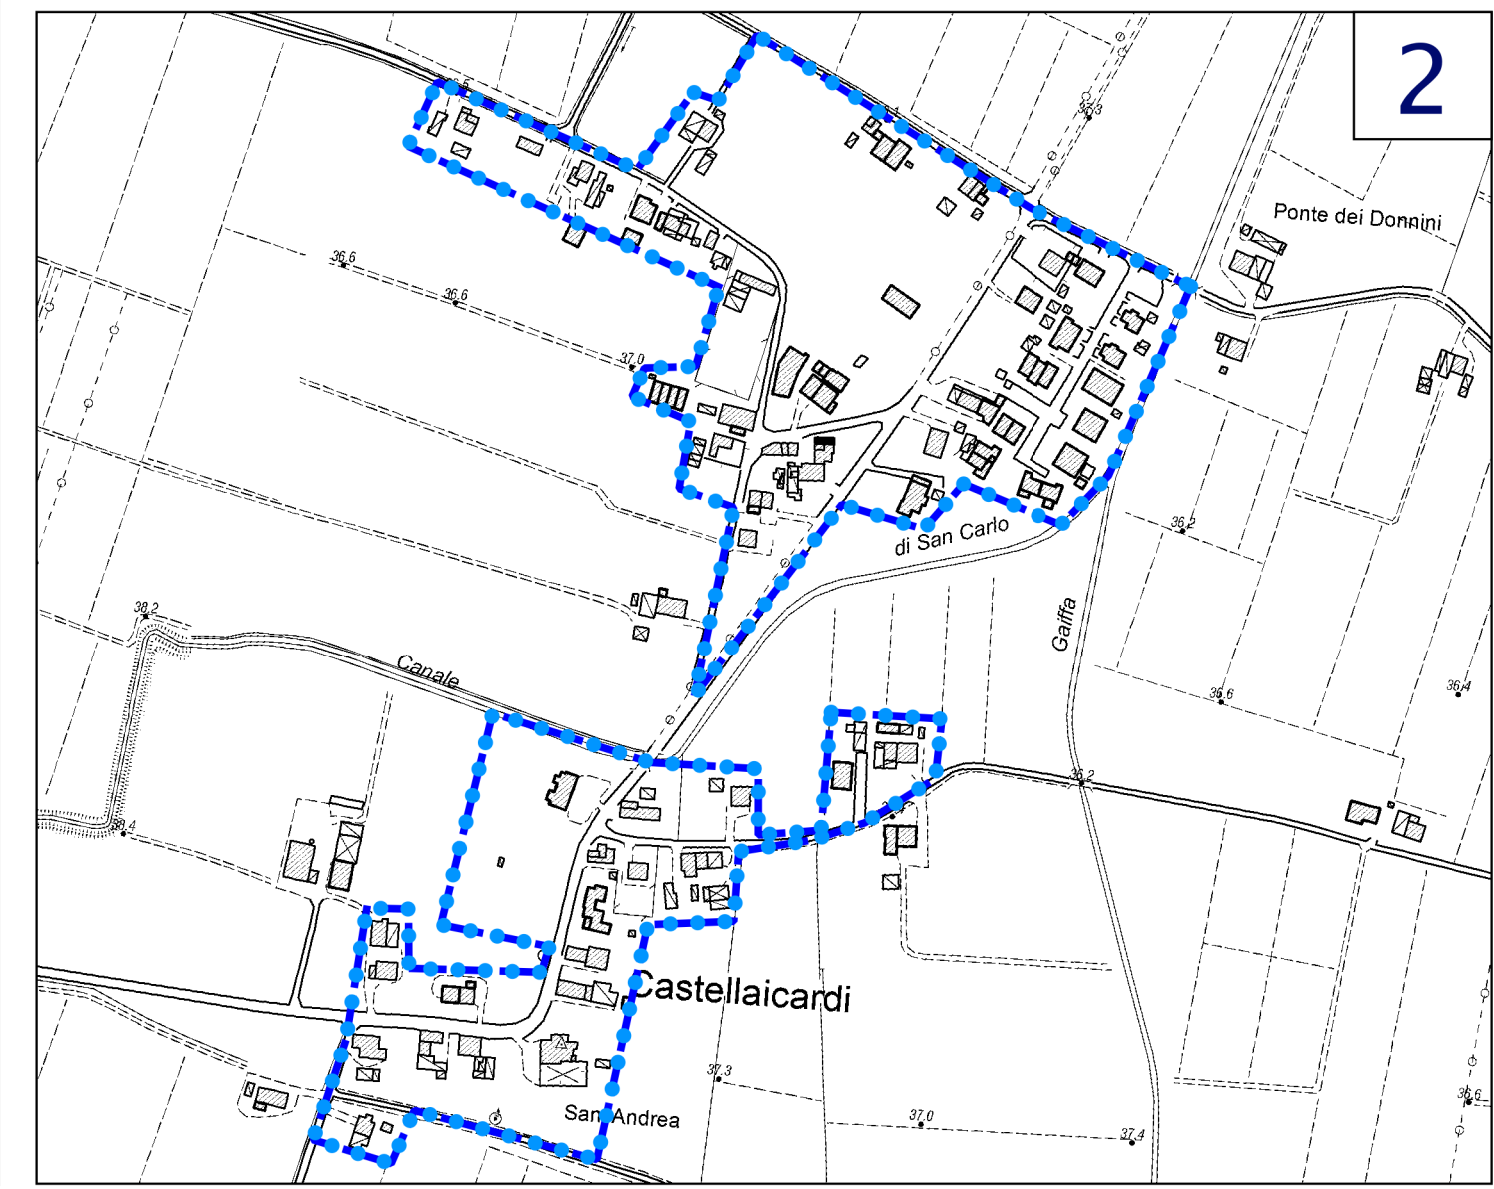 2
37,3
Ponte dei Donnini
36,6
36,6
37,0
36,2
di San Carlo
38,2
Gaiffa
Canale
36,6
36,4
36,2
38,4
Castellaicardi
37,3
San Andrea
37,0
37,4
36,6